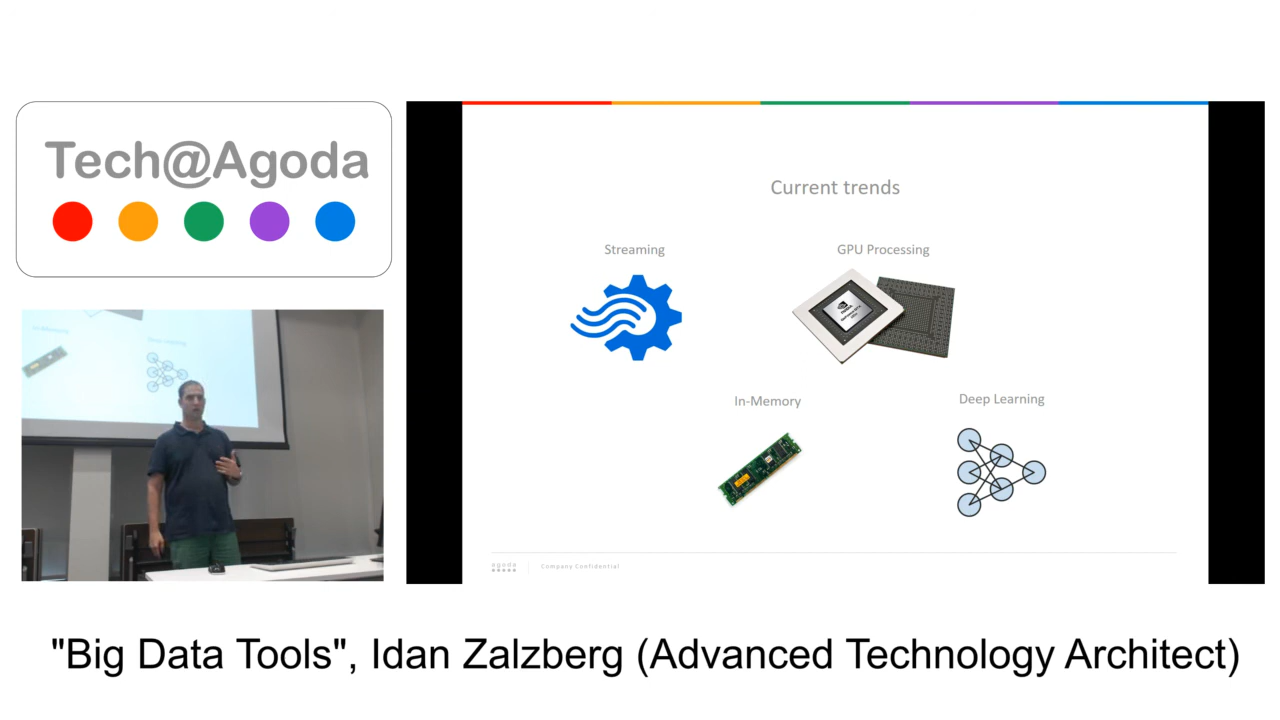 Tech@Agoda
Current trends
Streaming
GPU Processing
In-Memory
Deep Learning
agoda
Company Confidential
"Big Data Tools", Idan Zalzberg (Advanced Technology Architect)